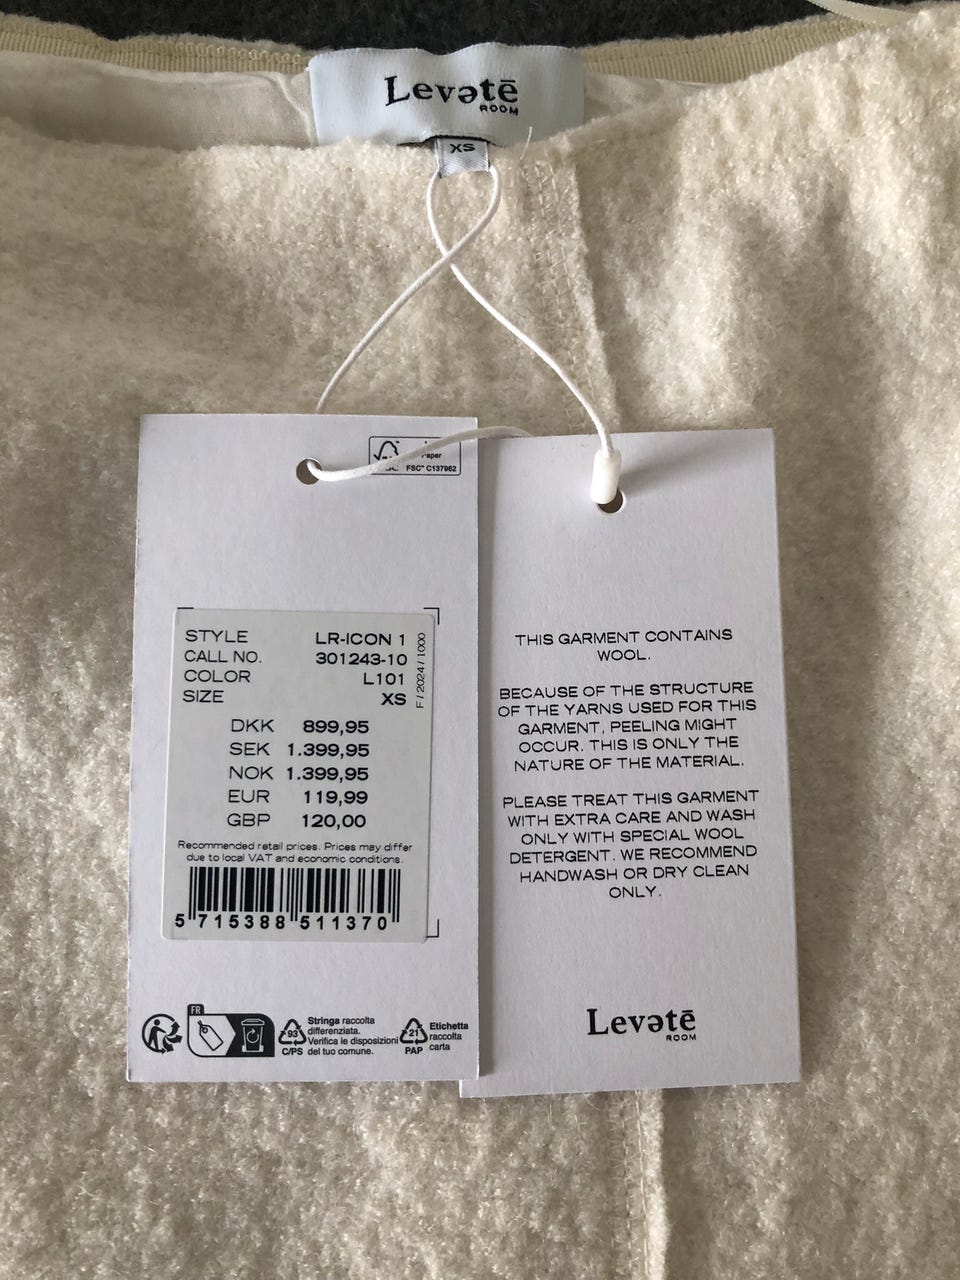 Levətē
ROOM
XS
Paper
FSC® C137962
STYLE LR-ICON 1
CALL NO. 301243-10
COLOR L101
SIZE XS
F / 2024 / 1000
DKK 899,95
SEK 1.399,95
NOK 1.399,95
EUR 119,99
GBP 120,00
Recommended retail prices. Prices may differ
due to local VAT and economic conditions.
5 715388 511370
FR
93
C/PS
Stringa raccolta
differenziata.
Verifica le disposizioni
del tuo comune.
21
PAP
Etichetta
raccolta
carta
THIS GARMENT CONTAINS
WOOL.
BECAUSE OF THE STRUCTURE
OF THE YARNS USED FOR THIS
GARMENT, PEELING MIGHT
OCCUR. THIS IS ONLY THE
NATURE OF THE MATERIAL.
PLEASE TREAT THIS GARMENT
WITH EXTRA CARE AND WASH
ONLY WITH SPECIAL WOOL
DETERGENT. WE RECOMMEND
HANDWASH OR DRY CLEAN
ONLY.
Levətē
ROOM